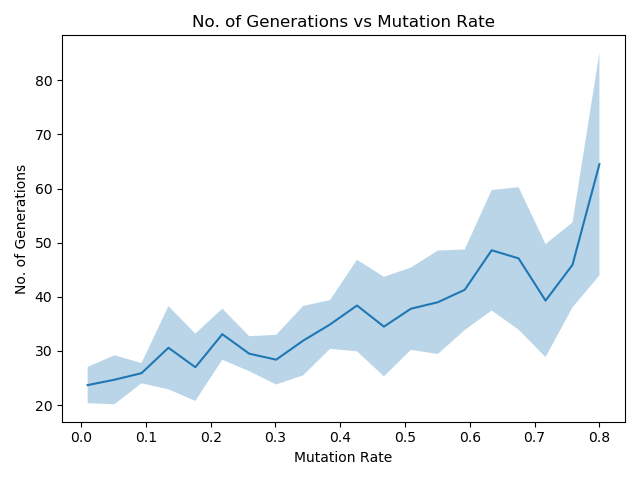 No. of Generations vs Mutation Rate
No. of Generations
80
70
60
50
40
30
20
0.0 0.1 0.2 0.3 0.4 0.5 0.6 0.7 0.8
Mutation Rate